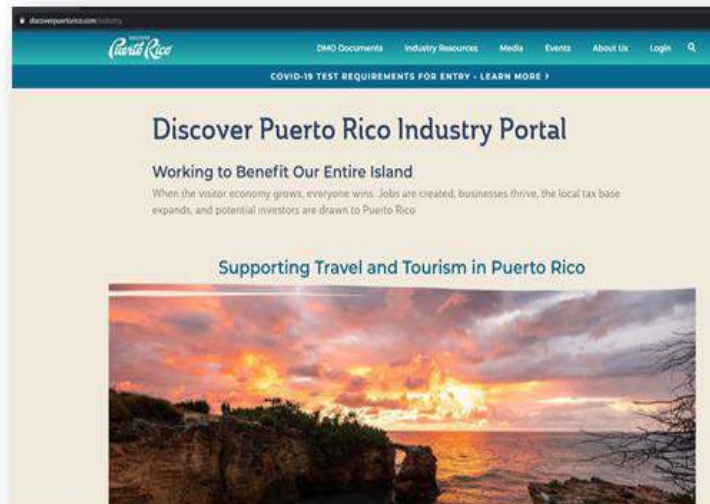 discoverpuertorico.com/industry
DISCOVER
Puerto Rico
DMO Documents Industry Resources Media Events About Us Login
COVID-19 TEST REQUIREMENTS FOR ENTRY - LEARN MORE >
Discover Puerto Rico Industry Portal
Working to Benefit Our Entire Island
When the visitor economy grows, everyone wins. Jobs are created, businesses thrive, the local tax base
expands, and potential investors are drawn to Puerto Rico
Supporting Travel and Tourism in Puerto Rico